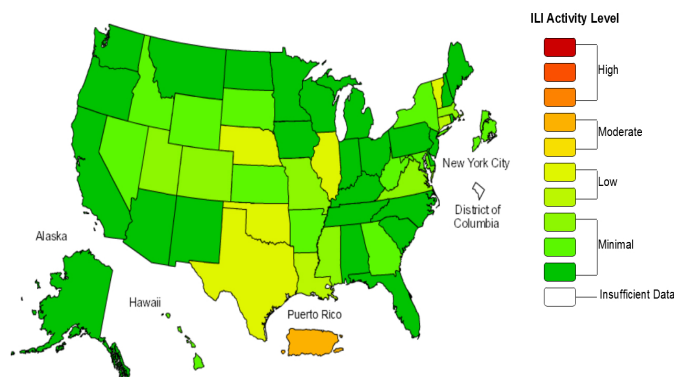 ILI Activity Level
High
Moderate
Low
Minimal
Insufficient Data
New York City
District of
Columbia
Alaska
Hawaii
Puerto Rico